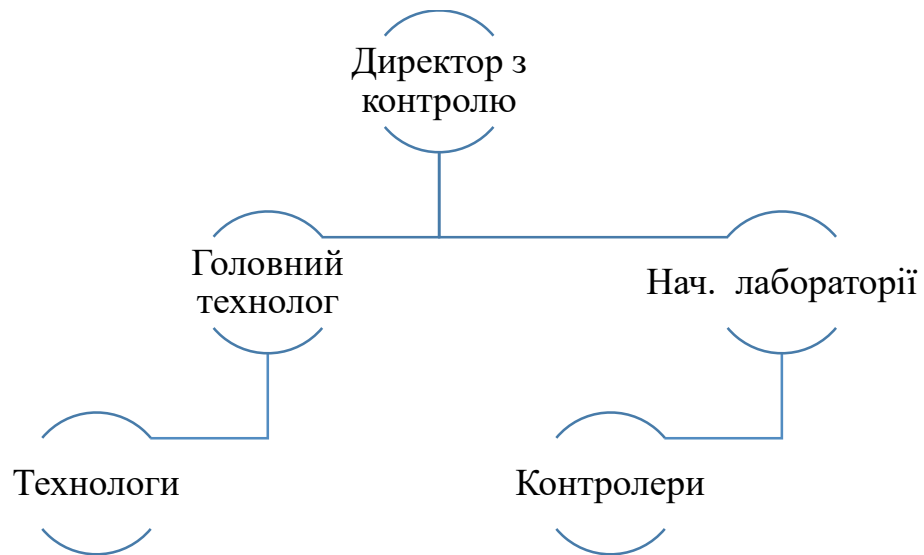 Директор з
контролю
Головний
технолог
Нач. лабораторії
Технологи
Контролери